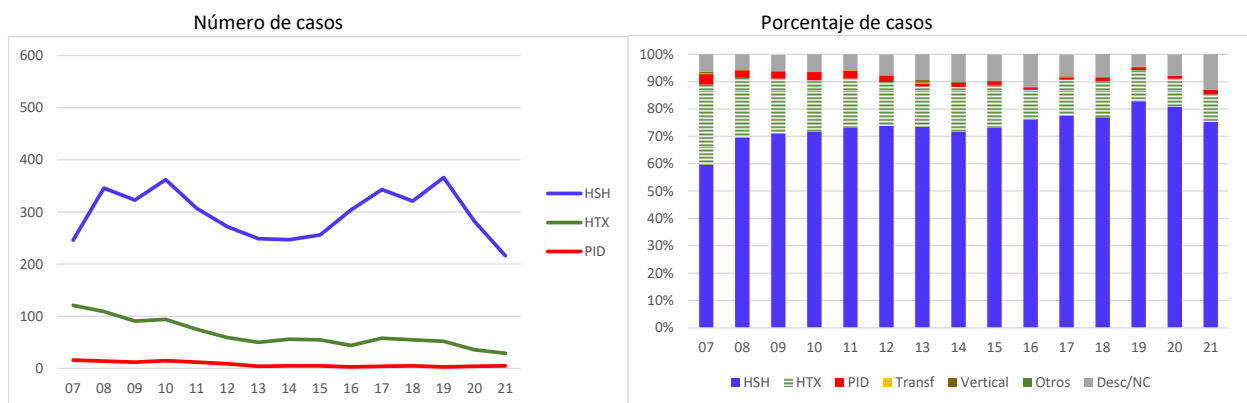 Número de casos
600
500
400
300
200
100
0
07 08 09 10 11 12 13 14 15 16 17 18 19 20 21
HSH
HTX
PID
Porcentaje de casos
100%
90%
80%
70%
60%
50%
40%
30%
20%
10%
0%
07 08 09 10 11 12 13 14 15 16 17 18 19 20 21
HSH HTX PID Transf Vertical Otros Desc/NC